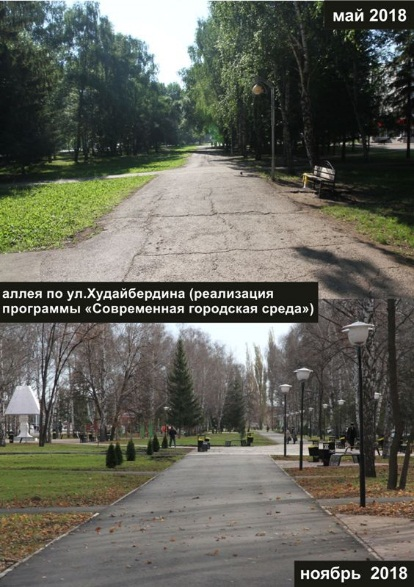 май 2018
аллея по ул.Худайбердина (реализация
программы «Современная городская среда»)
ноябрь 2018